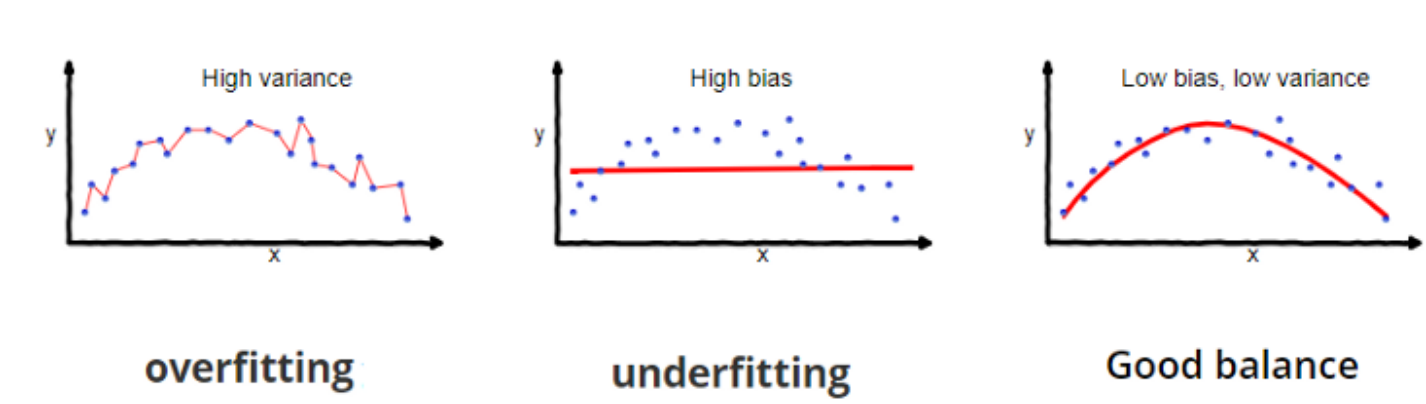 High variance
y
x
overfitting
High bias
y
x
underfitting
Low bias, low variance
y
x
Good balance